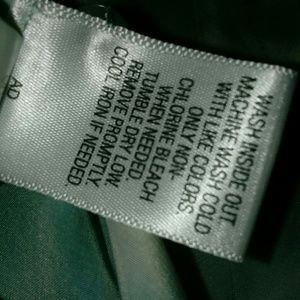 WASH INSIDE OUT.
MACHINE WASH COLD
WITH LIKE COLORS.
ONLY NON-
CHLORINE BLEACH
WHEN NEEDED.
TUMBLE DRY LOW.
REMOVE PROMPTLY.
COOL IRON IF NEEDED.
AD